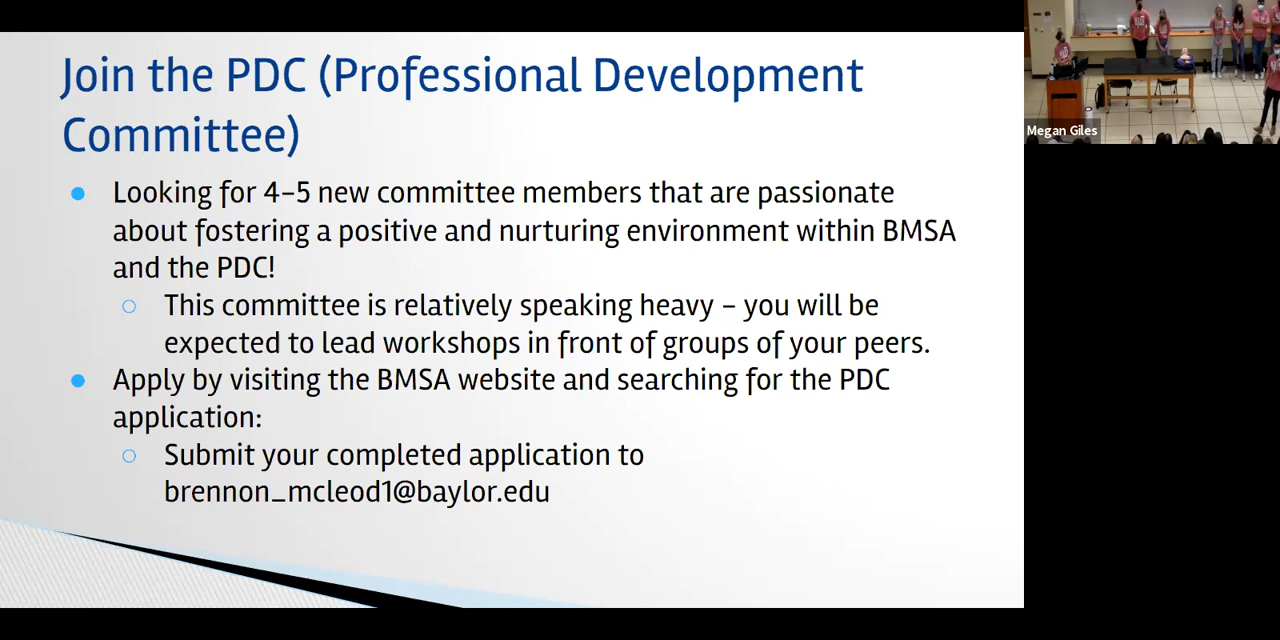 Join the PDC (Professional Development
Committee)
Looking for 4-5 new committee members that are passionate
about fostering a positive and nurturing environment within BMSA
and the PDC!
This committee is relatively speaking heavy - you will be
expected to lead workshops in front of groups of your peers.
Apply by visiting the BMSA website and searching for the PDC
application:
Submit your completed application to
brennon_mcleod1@baylor.edu
Megan Giles